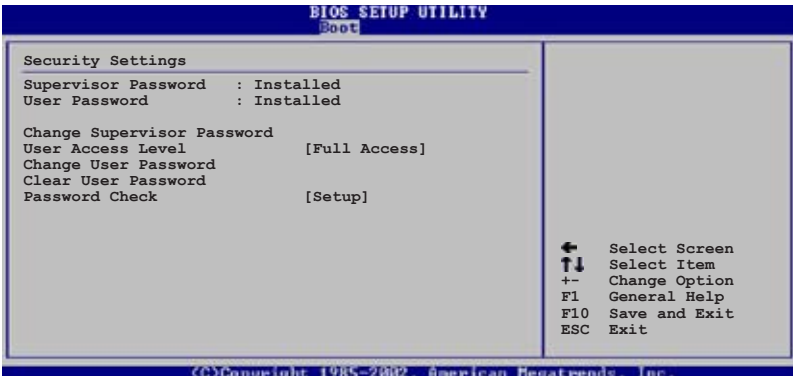 BIOS SETUP UTILITY
Boot
Security Settings
Supervisor Password : Installed
User Password : Installed
Change Supervisor Password
User Access Level [Full Access]
Change User Password
Clear User Password
Password Check [Setup]
← Select Screen
↑↓ Select Item
+- Change Option
F1 General Help
F10 Save and Exit
ESC Exit
(C)Copyright 1985-2002, American Megatrends, Inc.